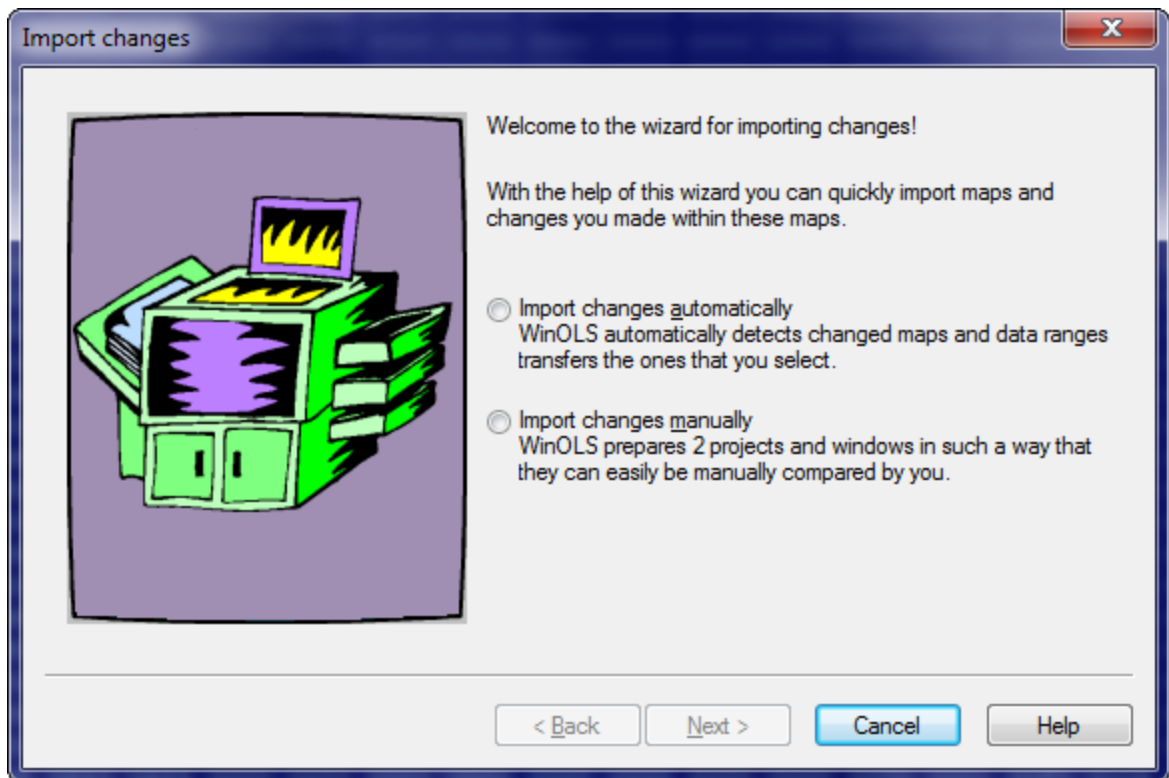 Import changes
Welcome to the wizard for importing changes!
With the help of this wizard you can quickly import maps and
changes you made within these maps.
Import changes automatically
WinOLS automatically detects changed maps and data ranges
transfers the ones that you select.
Import changes manually
WinOLS prepares 2 projects and windows in such a way that
they can easily be manually compared by you.
< Back
Next >
Cancel
Help